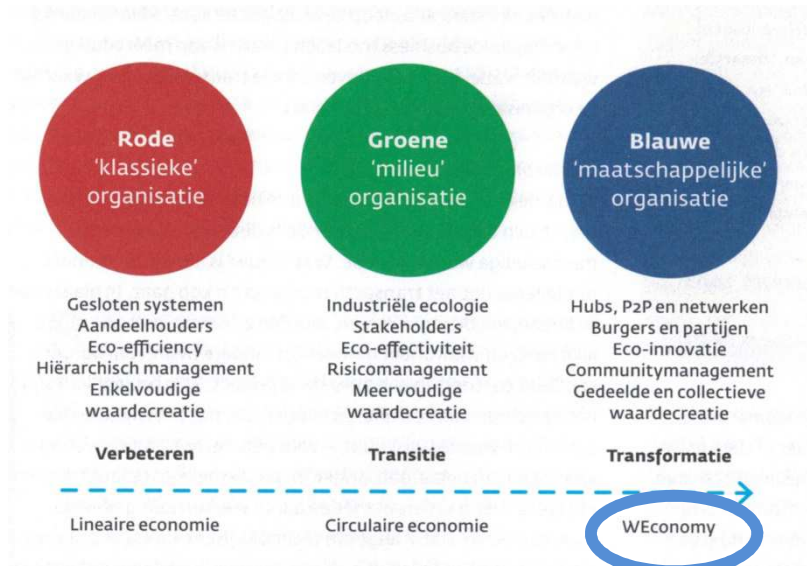 Rode
'klassieke'
organisatie
Groene
'milieu'
organisatie
Blauwe
'maatschappelijke'
organisatie
Gesloten systemen
Aandeelhouders
Eco-efficiency
Hiërarchisch management
Enkelvoudige
waardecreatie
Industriële ecologie
Stakeholders
Eco-effectiviteit
Risicomanagement
Meervoudige
waardecreatie
Hubs, P2P en netwerken
Burgers en partijen
Eco-innovatie
Communitymanagement
Gedeelde en collectieve
waardecreatie
Verbeteren
Transitie
Transformatie
Lineaire economie
Circulaire economie
WEconomy